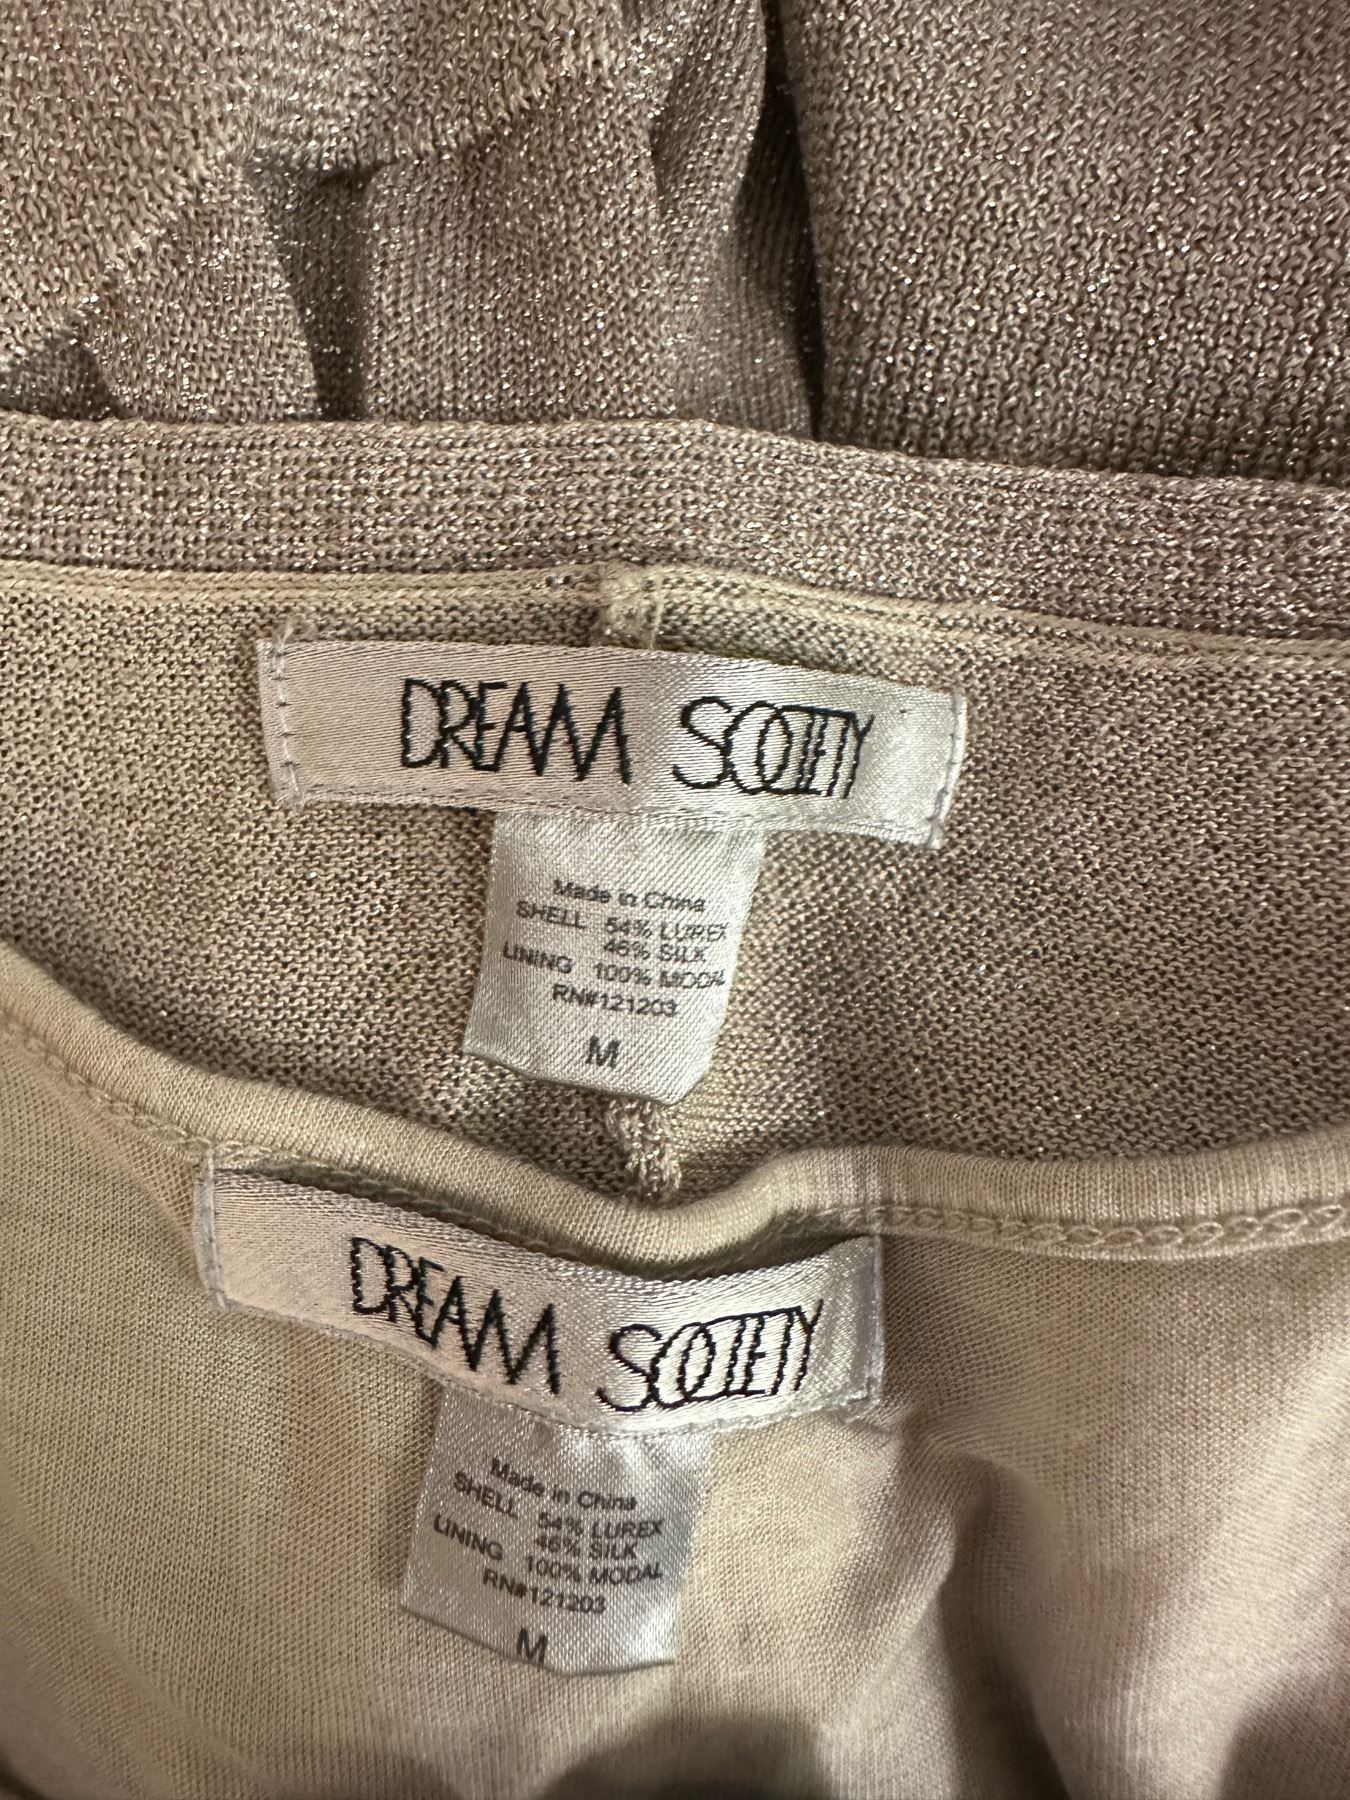 DREAM SOCIETY
Made in China
SHELL 54% LUREX
46% SILK
LINING 100% MODAL
RN#121203
M
DREAM SOCIETY
Made in China
SHELL 54% LUREX
46% SILK
LINING 100% MODAL
RN#121203
M